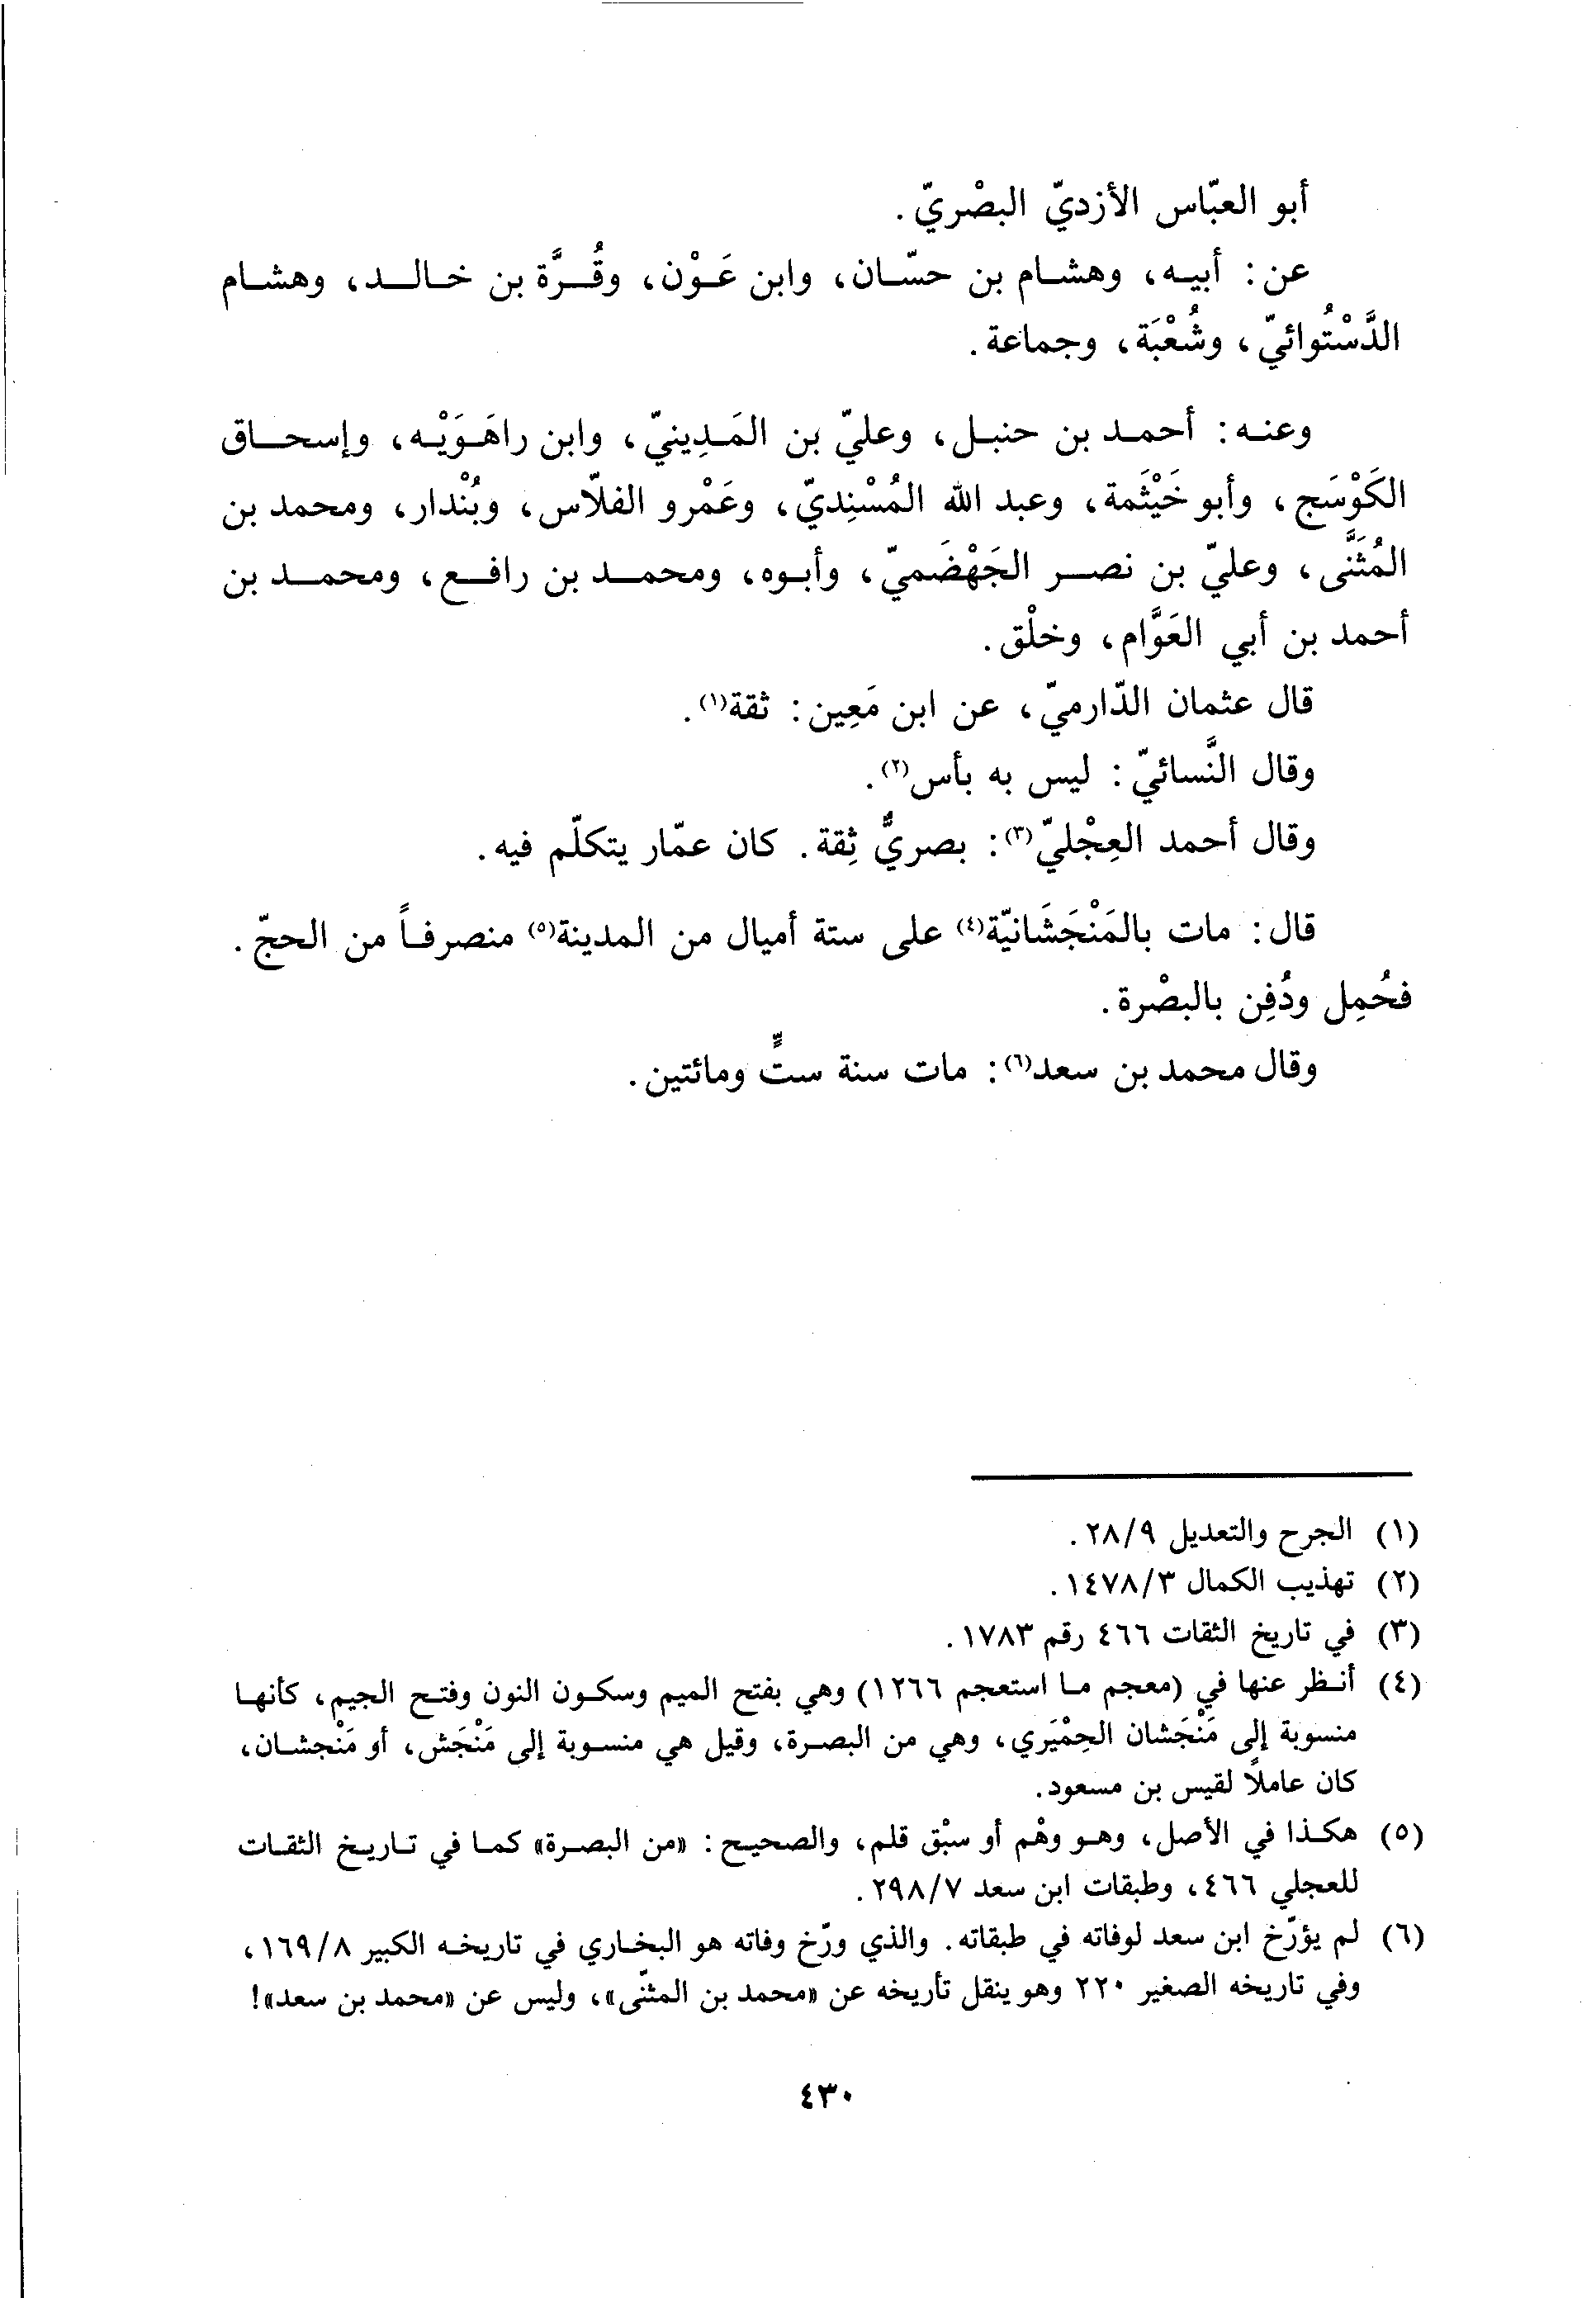 أبو العبّاس الأزديّ البصْريّ.
عن: أبيه، وهشام بن حسّان، وابن عَوْن، وقُرَّة بن خالد، وهشام
الدَّسْتُوائيّ، وشُعْبَة، وجماعة.
وعنه: أحمد بن حنبل، وعليّ بن المَدِينيّ، وابن راهَوَيْه، وإسحاق
الكَوْسَج، وأبو خَيْثَمة، وعبد الله المُسْنِديّ، وعَمْرو الفلّاس، وبُنْدار، ومحمد بن
المُثَنَّى، وعليّ بن نصر الجَهْضَميّ، وأبوه، ومحمد بن رافع، ومحمد بن
أحمد بن أبي العَوَّام، وخلْق.
قال عثمان الدّارميّ، عن ابن مَعِين: ثقة(١).
وقال النَّسائيّ: ليس به بأس(٢).
وقال أحمد العِجْليّ(٣): بصريٌّ ثِقة. كان عمّار يتكلّم فيه.
قال: مات بالمَنْجَشَانيّة(٤) على ستة أميال من المدينة(٥) منصرفاً من الحجّ.
فحُمِل ودُفِن بالبصْرة.
وقال محمد بن سعد(٦): مات سنة ستٍّ ومائتين.
(١) الجرح والتعديل ٢٨/٩.
(٢) تهذيب الكمال ١٤٧٨/٣.
(٣) في تاريخ الثقات ٤٦٦ رقم ١٧٨٣.
(٤) أنظر عنها في (معجم ما استعجم ١٢٦٦) وهي بفتح الميم وسكون النون وفتح الجيم، كأنها
منسوبة إلى مَنْجَشان الحِمْيَري، وهي من البصرة، وقيل هي منسوبة إلى مَنْجَش، أو مَنْجشان،
كان عاملاً لقيس بن مسعود.
(٥) هكذا في الأصل، وهو وهْم أو سبْق قلم، والصحيح: «من البصرة» كما في تاريخ الثقات
للعجلي ٤٦٦، وطبقات ابن سعد ٢٩٨/٧.
(٦) لم يؤرّخ ابن سعد لوفاته في طبقاته. والذي ورّخ وفاته هو البخاري في تاريخه الكبير ١٦٩/٨،
وفي تاريخه الصغير ٢٢٠ وهو ينقل تأريخه عن «محمد بن المثنّى»، وليس عن «محمد بن سعد»!
٤٣٠